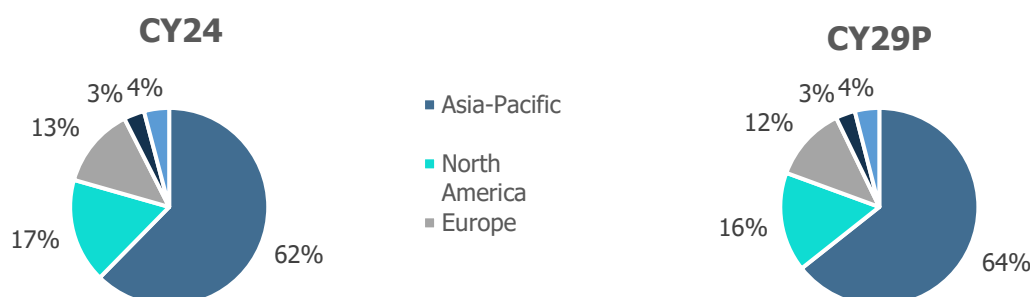 CY24
3% 4%
13%
17%
62%
Asia-Pacific
North
America
Europe
CY29P
3% 4%
12%
16%
64%